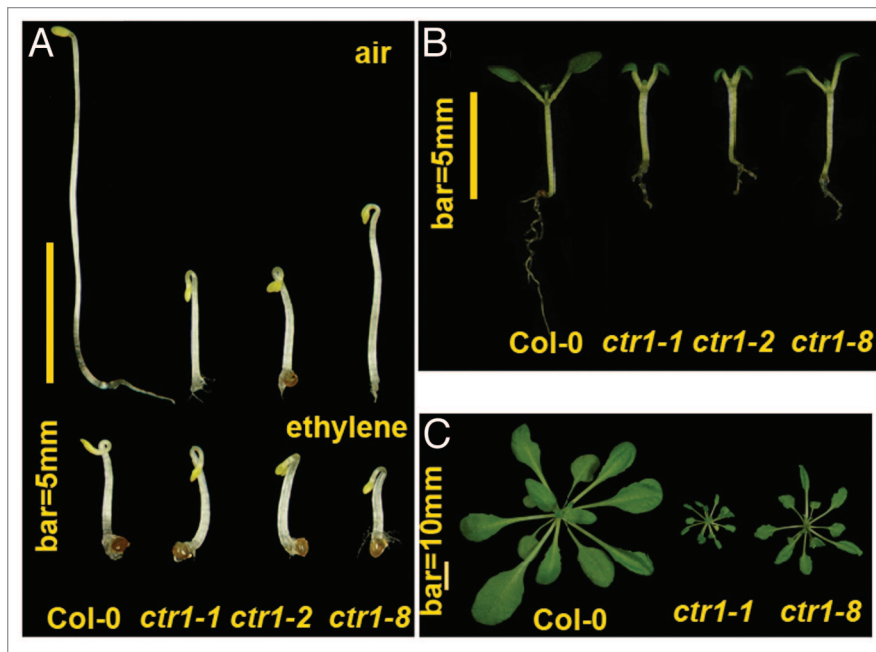 A
air
bar=5mm
ethylene
Col-0 ctr1-1 ctr1-2 ctr1-8
B
bar=5mm
Col-0 ctr1-1 ctr1-2 ctr1-8
C
bar=10mm
Col-0 ctr1-1 ctr1-8